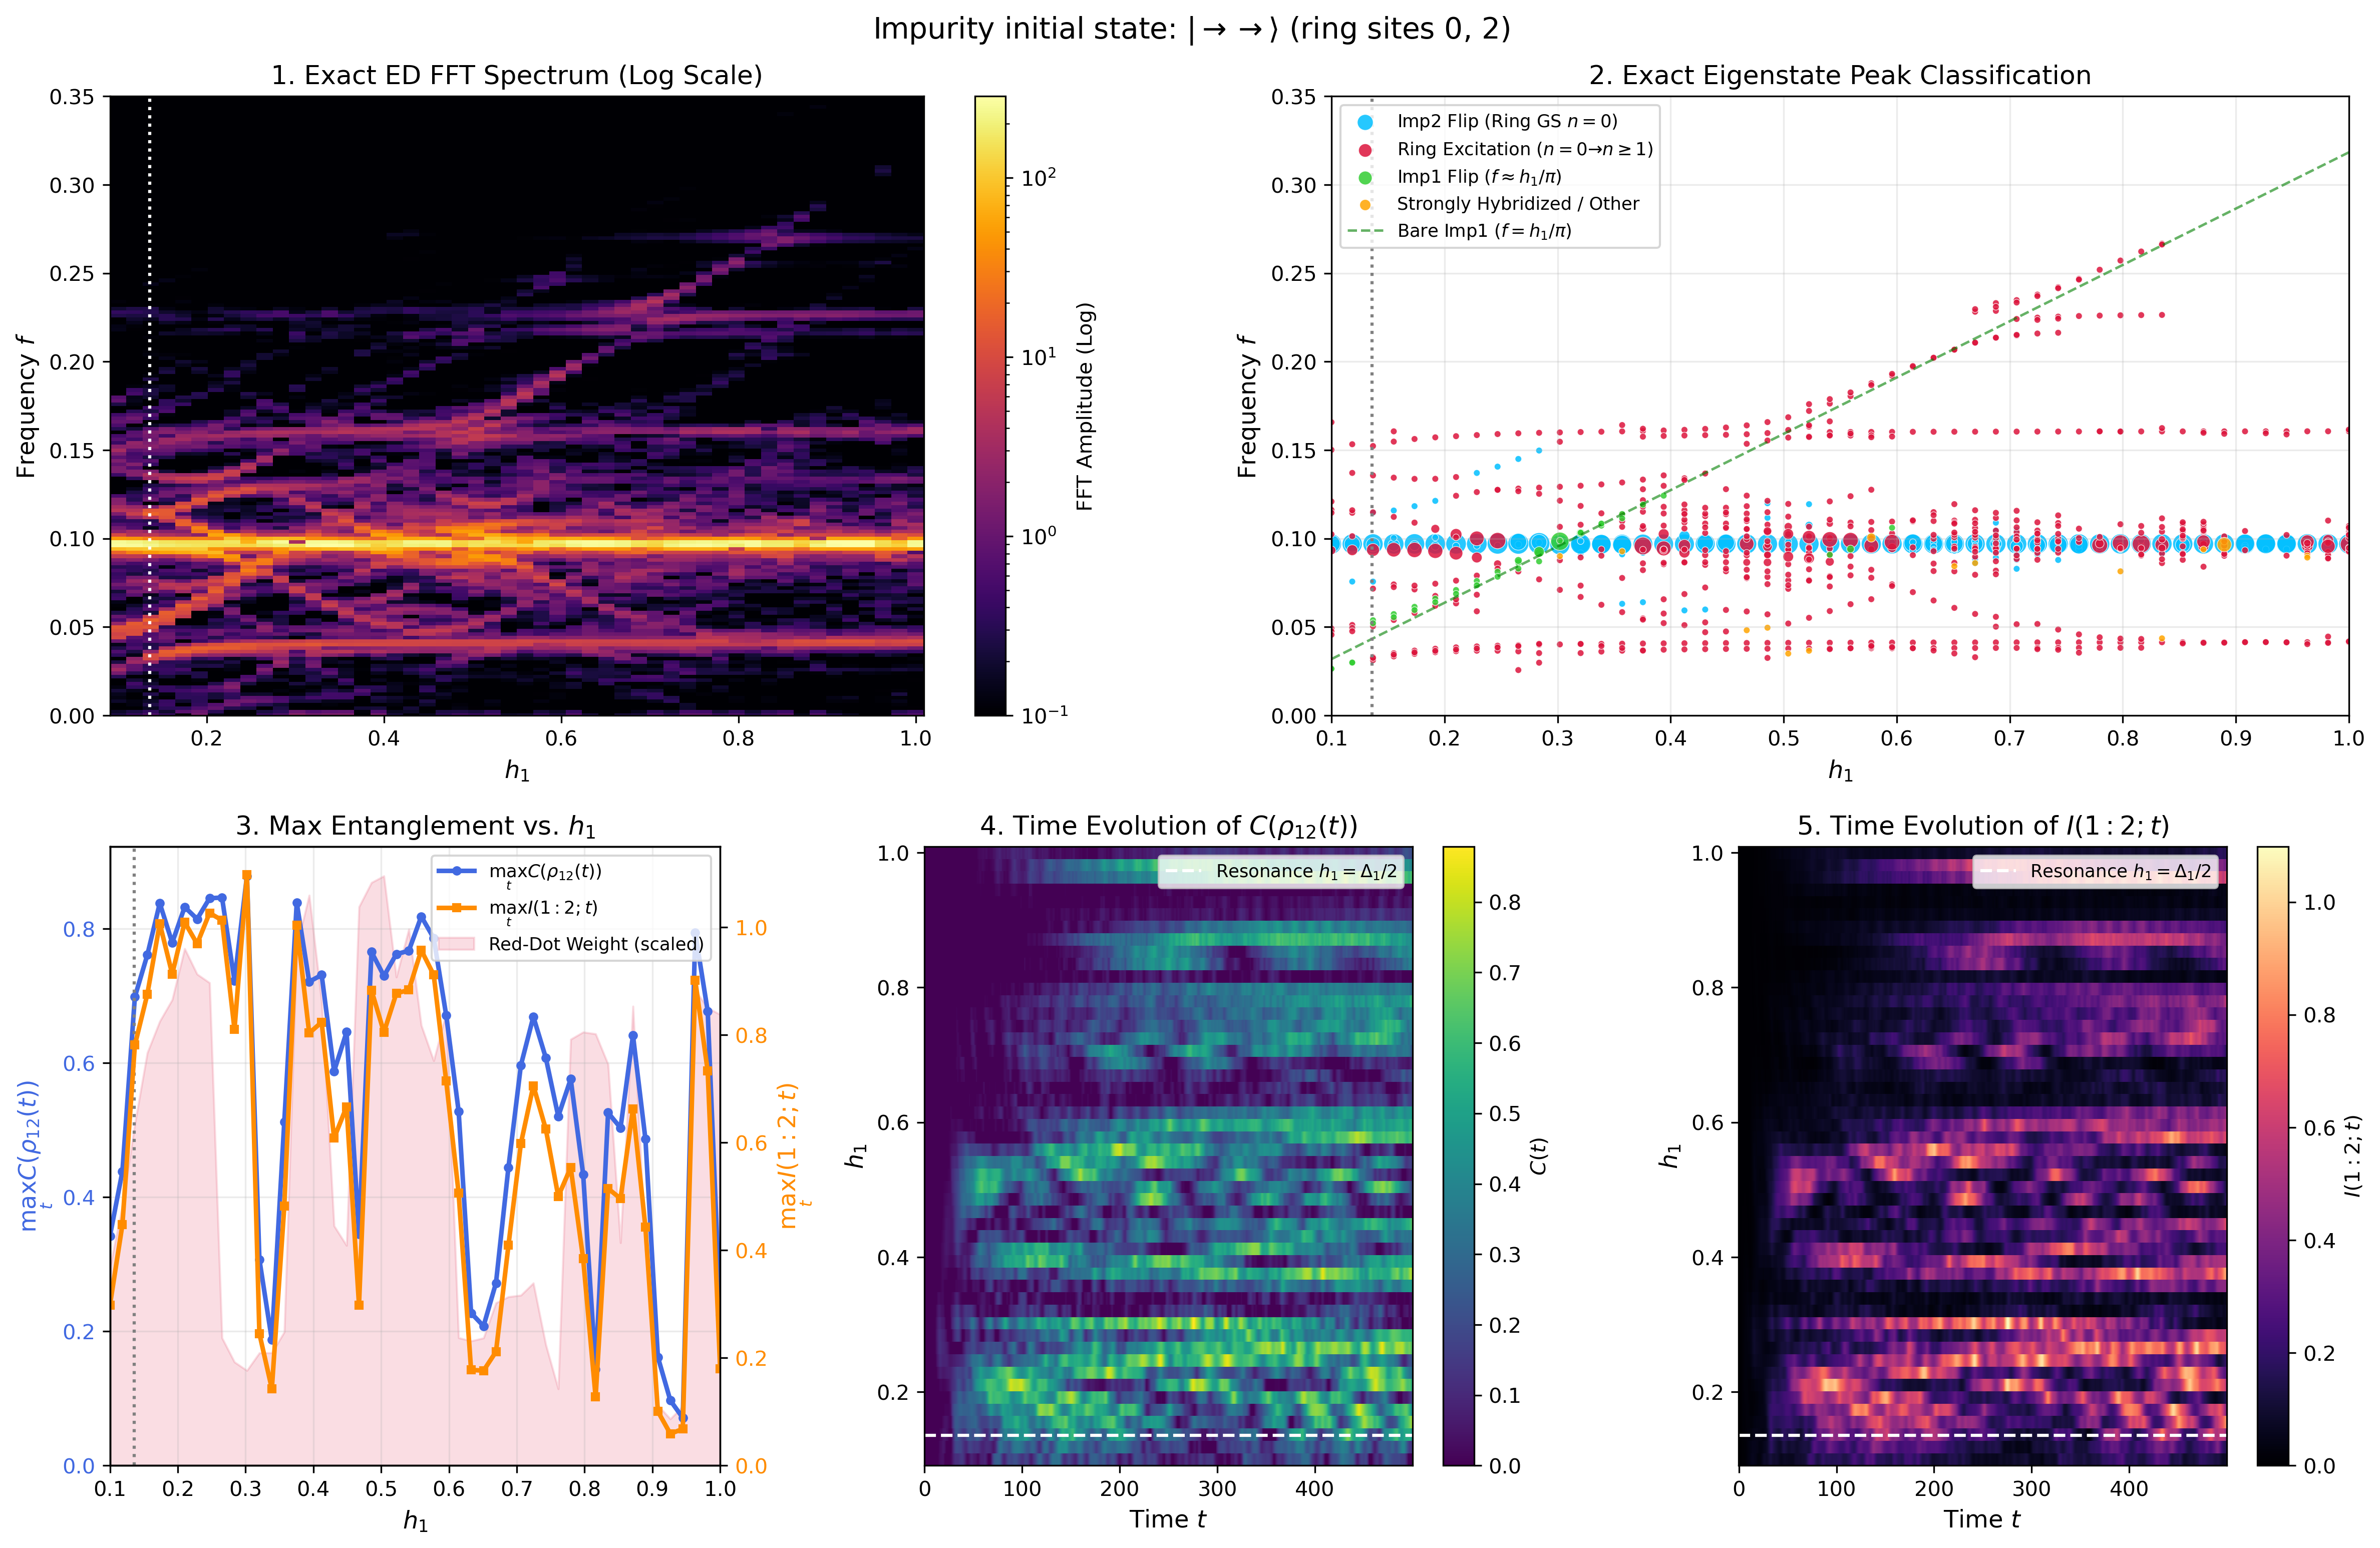 Impurity initial state: |→→⟩ (ring sites 0, 2)
1. Exact ED FFT Spectrum (Log Scale)
0.35
0.30
0.25
0.20
0.15
0.10
0.05
0.00
Frequency f
0.2
0.4
0.6
0.8
1.0
h₁
10²
10¹
10⁰
10⁻¹
FFT Amplitude (Log)
2. Exact Eigenstate Peak Classification
Imp2 Flip (Ring GS n = 0)
Ring Excitation (n = 0→n ≥ 1)
Imp1 Flip (f ≈ h₁/π)
Strongly Hybridized / Other
Bare Imp1 (f = h₁/π)
0.35
0.30
0.25
0.20
0.15
0.10
0.05
0.00
Frequency f
0.1
0.2
0.3
0.4
0.5
0.6
0.7
0.8
0.9
1.0
h₁
3. Max Entanglement vs. h₁
max C(ρ₁₂(t))
t
max I(1 : 2; t)
t
Red-Dot Weight (scaled)
0.8
0.6
0.4
0.2
0.0
max C(ρ₁₂(t))
t
1.0
0.8
0.6
0.4
0.2
0.0
max I(1 : 2; t)
t
0.1
0.2
0.3
0.4
0.5
0.6
0.7
0.8
0.9
1.0
h₁
4. Time Evolution of C(ρ₁₂(t))
Resonance h₁ = Δ₁/2
1.0
0.8
0.6
0.4
0.2
h₁
0
100
200
300
400
Time t
0.8
0.7
0.6
0.5
0.4
0.3
0.2
0.1
0.0
C(t)
5. Time Evolution of I(1 : 2; t)
Resonance h₁ = Δ₁/2
1.0
0.8
0.6
0.4
0.2
h₁
0
100
200
300
400
Time t
1.0
0.8
0.6
0.4
0.2
0.0
I(1 : 2; t)